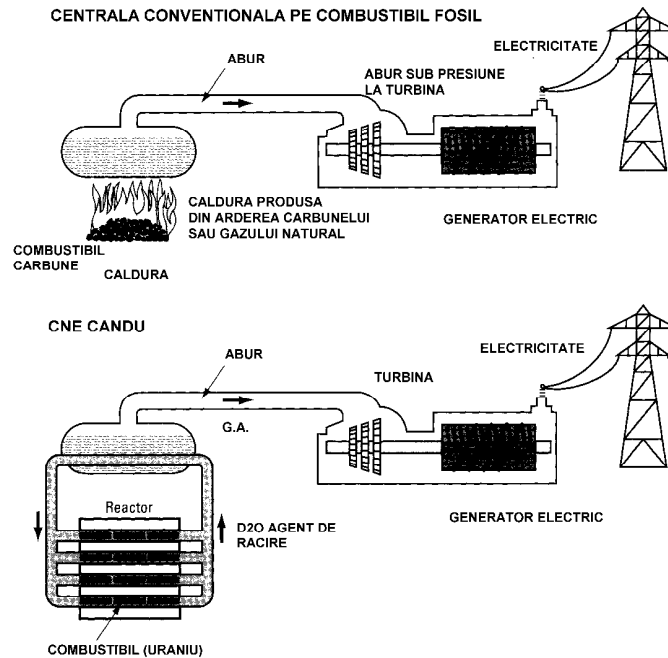 CENTRALA CONVENTIONALA PE COMBUSTIBIL FOSIL
ELECTRICITATE
ABUR
ABUR SUB PRESIUNE
LA TURBINA
CALDURA PRODUSA
DIN ARDEREA CARBUNELUI
SAU GAZULUI NATURAL
GENERATOR ELECTRIC
COMBUSTIBIL
CARBUNE
CALDURA
CNE CANDU
ELECTRICITATE
ABUR
TURBINA
G.A.
Reactor
D2O AGENT DE
RACIRE
GENERATOR ELECTRIC
COMBUSTIBIL (URANIU)